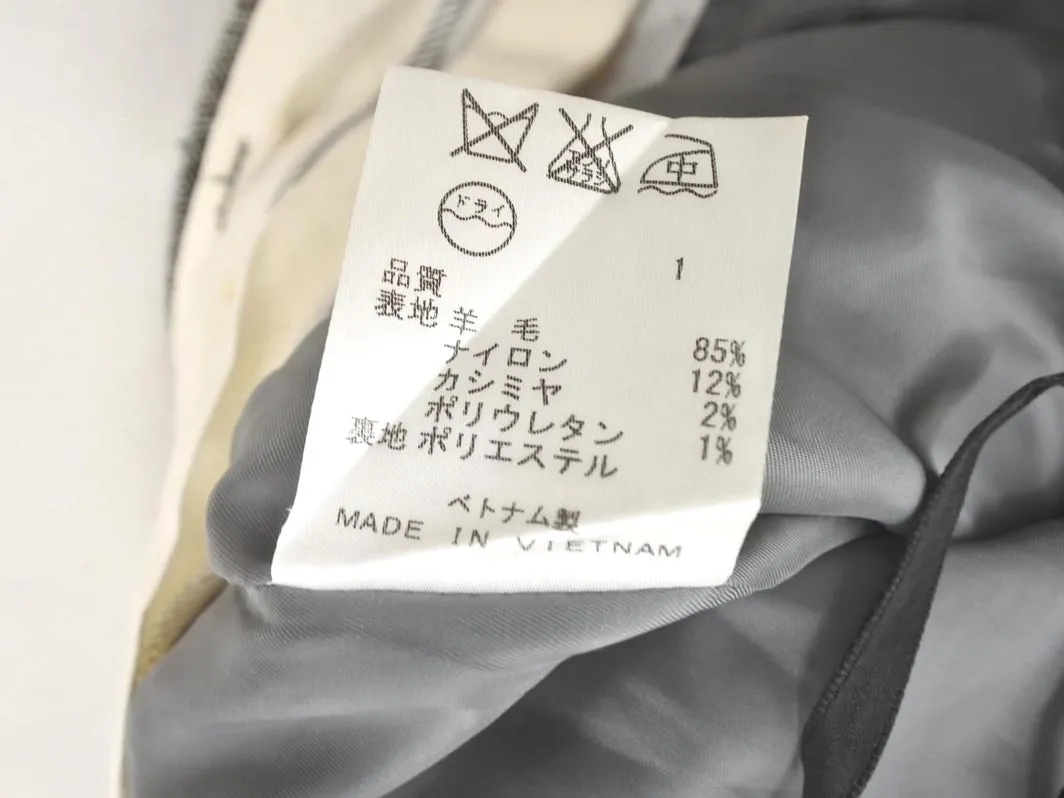 中
ドライ
1
品質
表地 羊 毛 85%
ナイロン 12%
カシミヤ 2%
ポリウレタン 1%
裏地 ポリエステル
ベトナム製
MADE IN VIETNAM